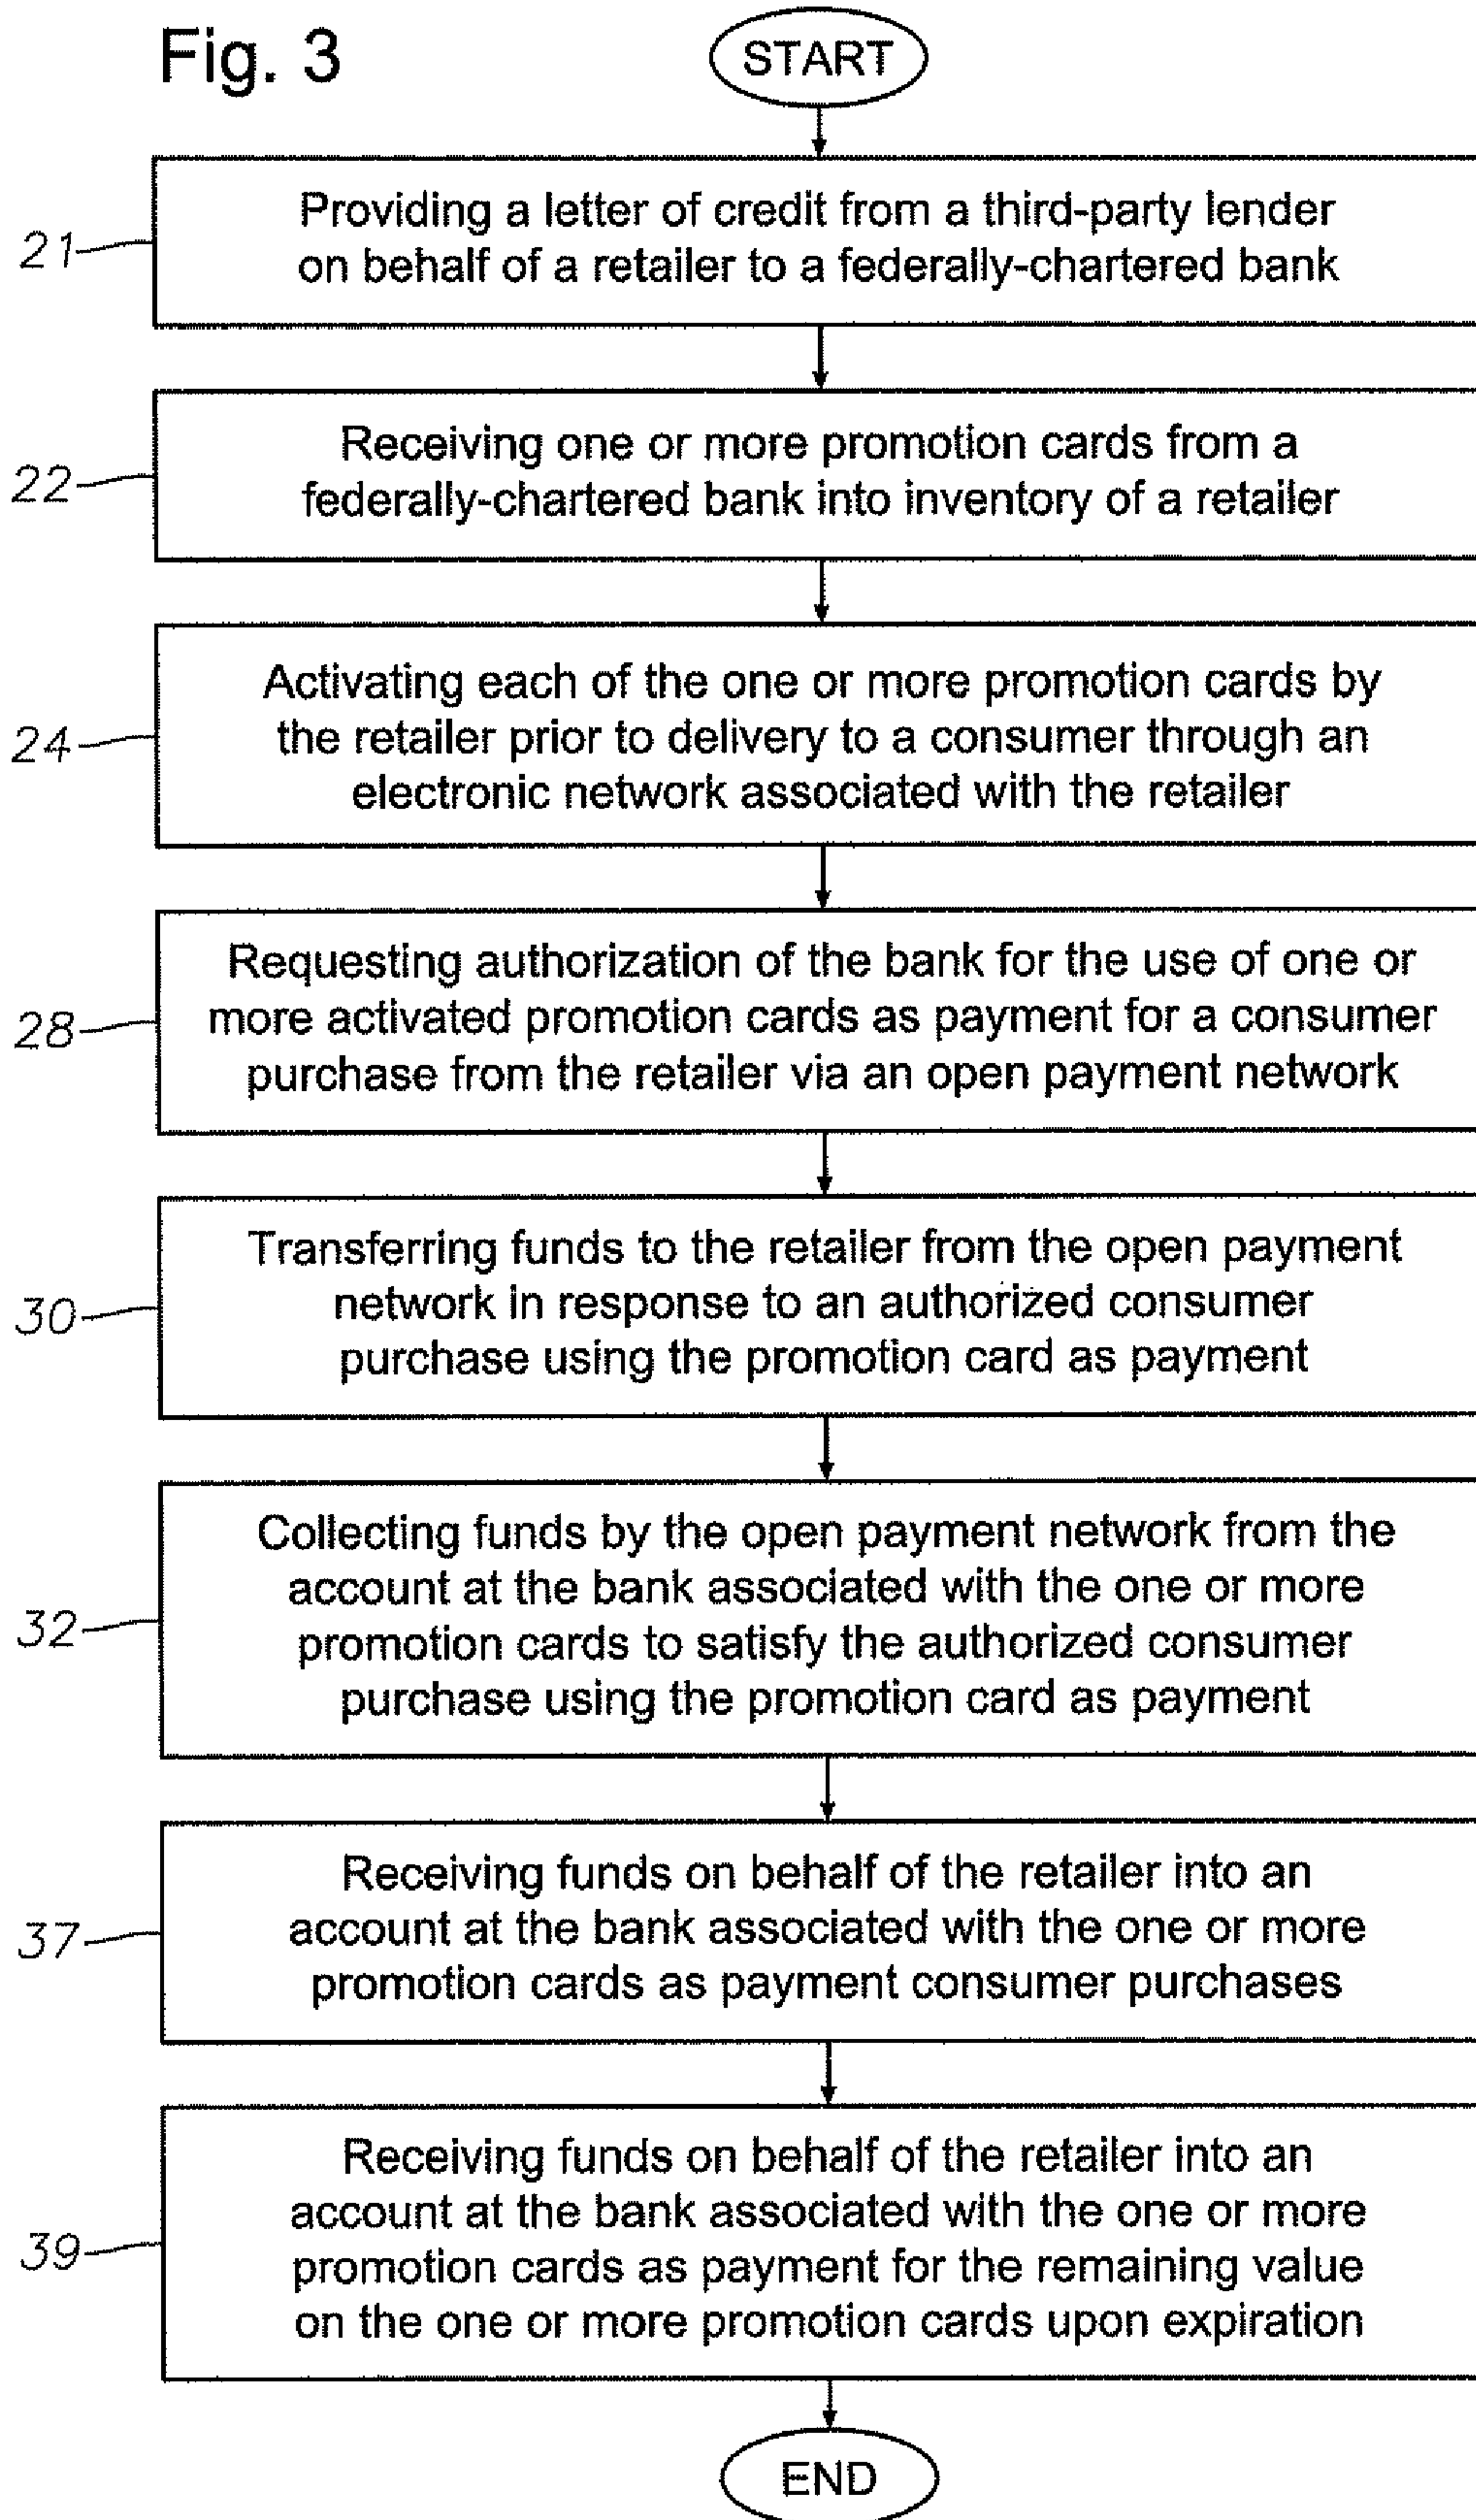 Fig. 3
START
21
Providing a letter of credit from a third-party lender
on behalf of a retailer to a federally-chartered bank
22
Receiving one or more promotion cards from a
federally-chartered bank into inventory of a retailer
24
Activating each of the one or more promotion cards by
the retailer prior to delivery to a consumer through an
electronic network associated with the retailer
28
Requesting authorization of the bank for the use of one or
more activated promotion cards as payment for a consumer
purchase from the retailer via an open payment network
30
Transferring funds to the retailer from the open payment
network in response to an authorized consumer
purchase using the promotion card as payment
32
Collecting funds by the open payment network from the
account at the bank associated with the one or more
promotion cards to satisfy the authorized consumer
purchase using the promotion card as payment
37
Receiving funds on behalf of the retailer into an
account at the bank associated with the one or more
promotion cards as payment consumer purchases
39
Receiving funds on behalf of the retailer into an
account at the bank associated with the one or more
promotion cards as payment for the remaining value
on the one or more promotion cards upon expiration
END